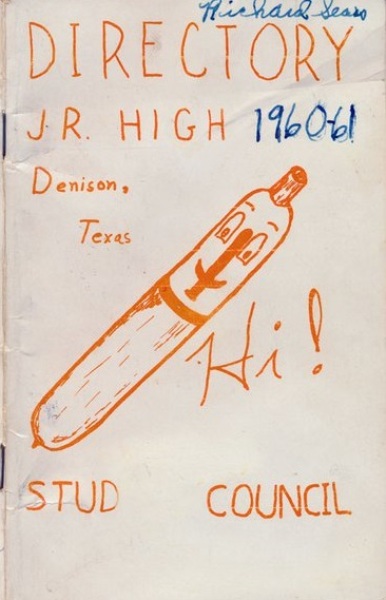 Richard Sears
DIRECTORY
J.R. HIGH 1960-61
Denison,
Texas
Hi!
STUD COUNCIL